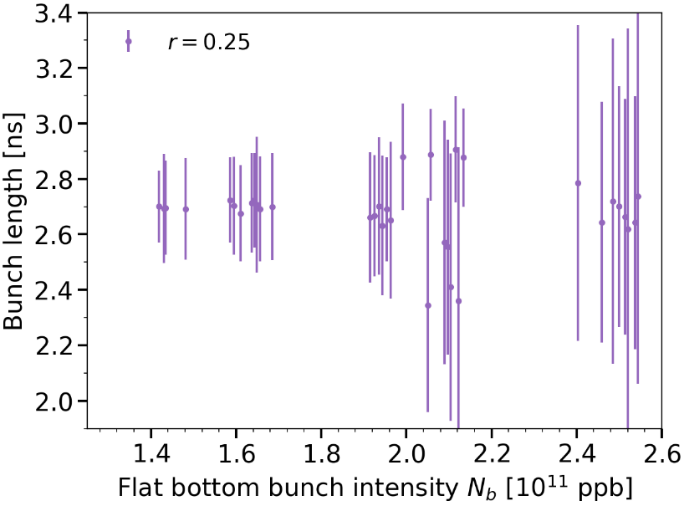 3.4
3.2
3.0
2.8
2.6
2.4
2.2
2.0
Bunch length [ns]
r = 0.25
1.4 1.6 1.8 2.0 2.2 2.4 2.6
Flat bottom bunch intensity N_b [10^11 ppb]